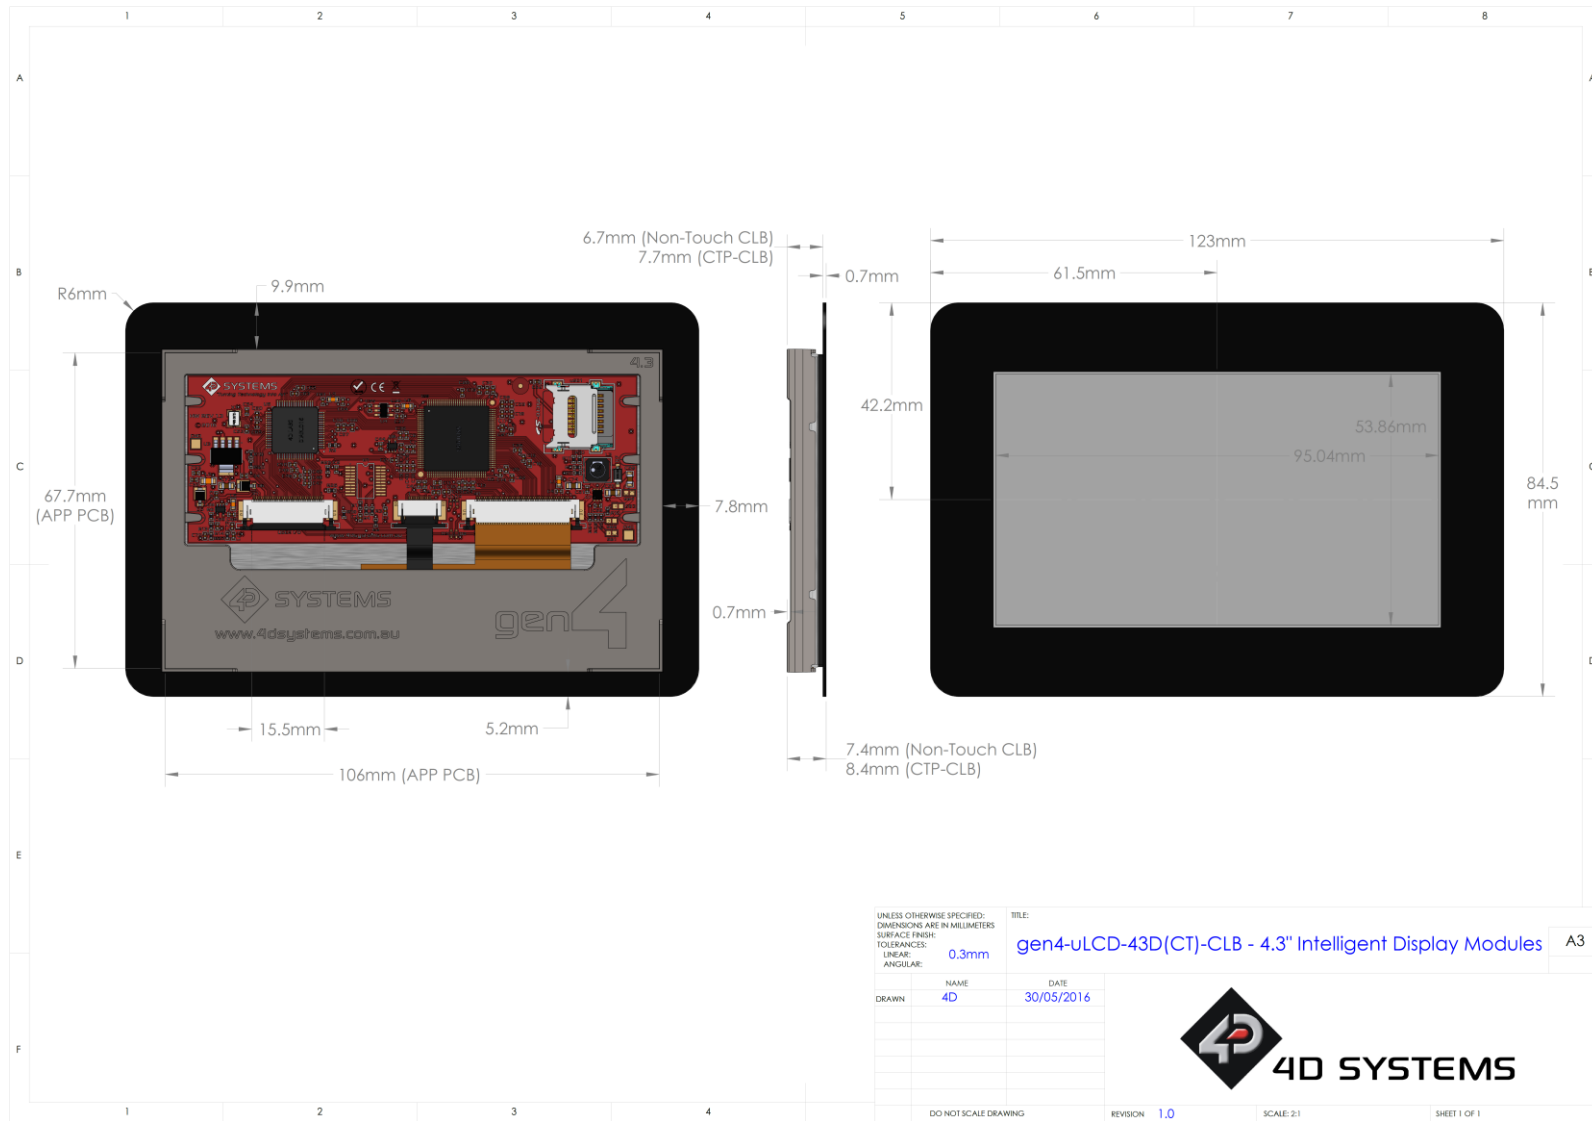 1 2 3 4 5 6 7 8
A
A
6.7mm (Non-Touch CLB)
7.7mm (CTP-CLB)
123mm
B
61.5mm
0.7mm
R6mm
9.9mm
4.3
SYSTEMS
CE
42.2mm
53.86mm
95.04mm
C
67.7mm
(APP PCB)
7.8mm
84.5
mm
4D SYSTEMS
gen4
www.4dsystems.com.au
0.7mm
D
15.5mm
5.2mm
7.4mm (Non-Touch CLB)
8.4mm (CTP-CLB)
106mm (APP PCB)
E
UNLESS OTHERWISE SPECIFIED:
DIMENSIONS ARE IN MILLIMETERS
SURFACE FINISH:
TOLERANCES:
LINEAR: 0.3mm
ANGULAR:
TITLE:
gen4-uLCD-43D(CT)-CLB - 4.3" Intelligent Display Modules
A3
NAME DATE
DRAWN 4D 30/05/2016
F
4D SYSTEMS
1 2 3 4
DO NOT SCALE DRAWING
REVISION 1.0
SCALE: 2:1
SHEET 1 OF 1